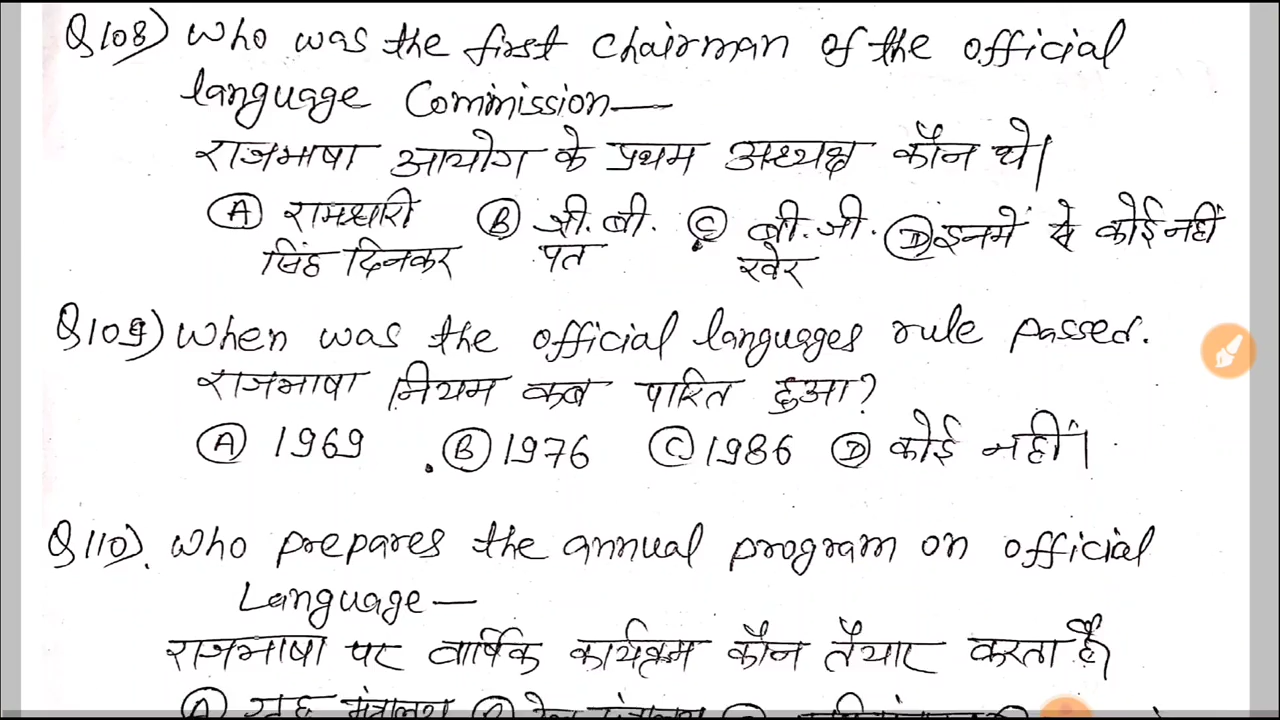 Q108) Who was the first Chairman of the official
language Commission—
राजभाषा आयोग के प्रथम अध्यक्ष कौन थे।
(A) रामधारी (B) जी.बी. (C) बी.जी. (D) इनमें से कोई नहीं
सिंह दिनकर पंत खेर
Q109) When was the official languages rule passed.
राजभाषा नियम कब पारित हुआ?
(A) 1969 (B) 1976 (C) 1986 (D) कोई नहीं।
Q110). Who prepares the annual program on official
Language—
राजभाषा पर वार्षिक कार्यक्रम कौन तैयार करता है।
(A) गृह मंत्रालय (B) रेल मंत्रालय